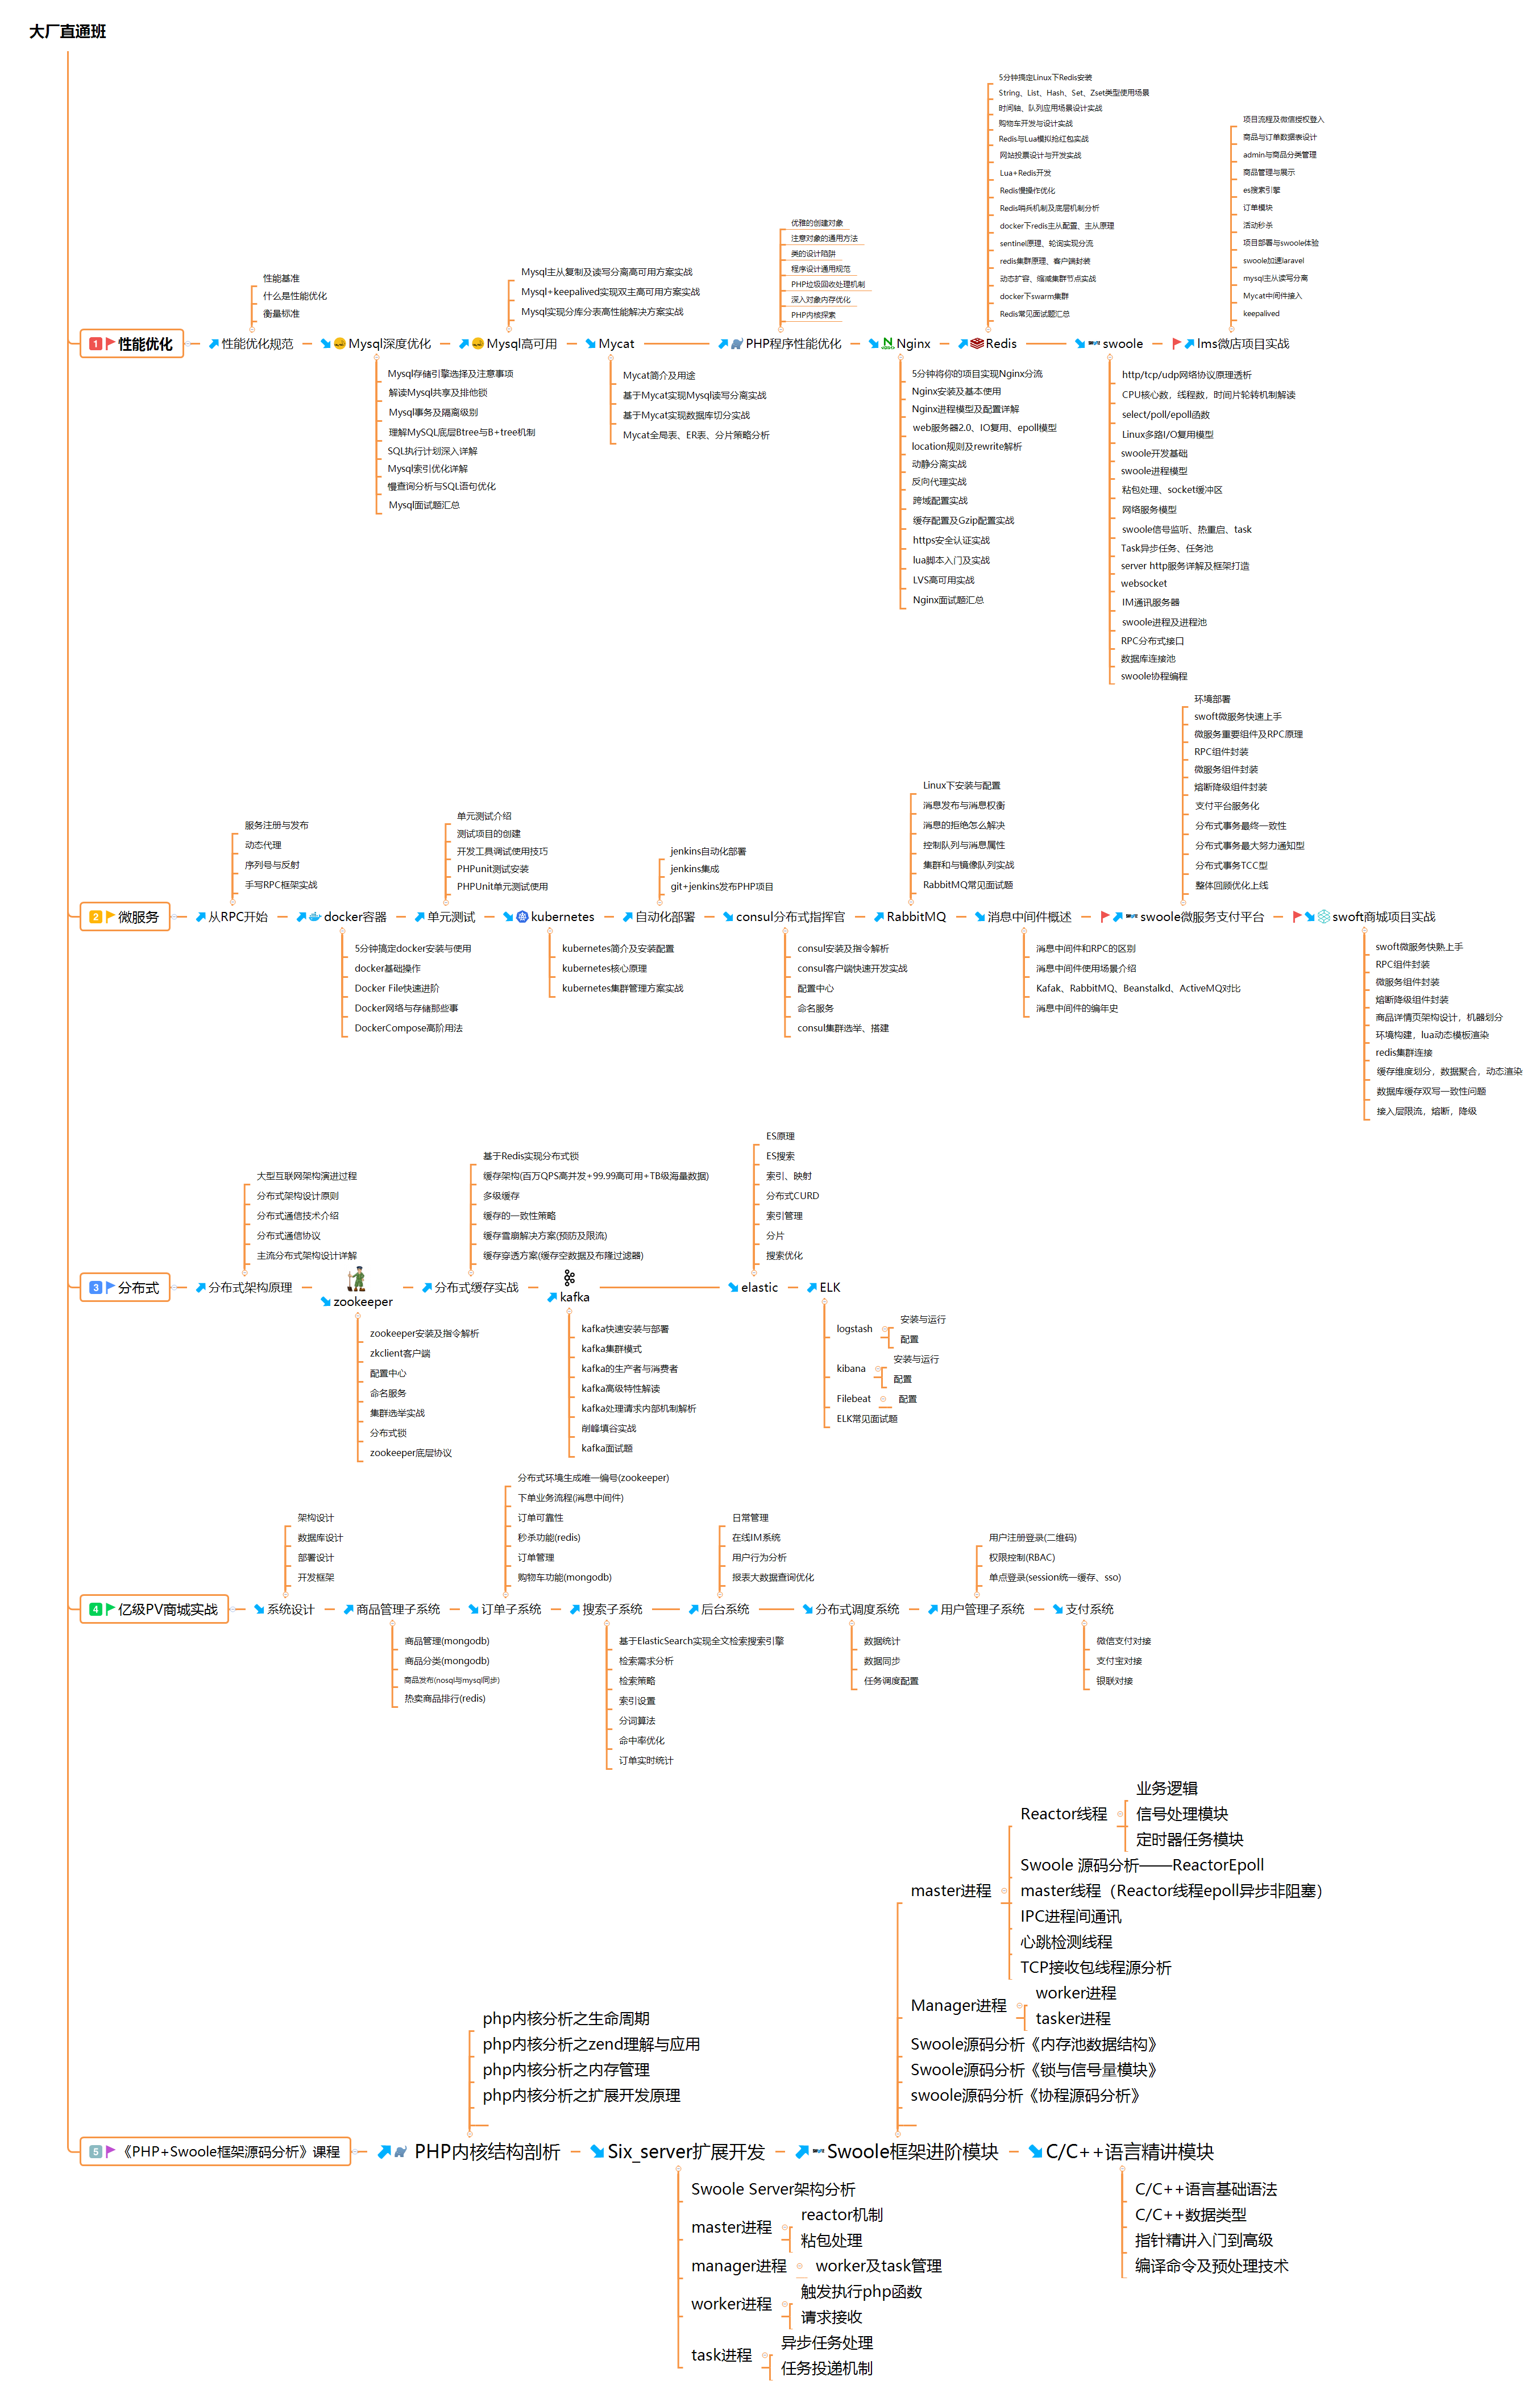 大厂直通班
5分钟搞定Linux下Redis安装
String、List、Hash、Set、Zset类型使用场景
时间轴、队列应用场景设计实战
购物车开发与设计实战
Redis与Lua模拟抢红包实战
网站投票设计与开发实战
Lua+Redis开发
Redis慢操作优化
Redis哨兵机制及底层机制分析
docker下redis主从配置、主从原理
sentinel原理、轮询实现分流
redis集群原理、客户端封装
动态扩容、缩减集群节点实战
docker下swarm集群
Redis常见面试题汇总
项目流程及微信授权登入
商品与订单数据表设计
admin与商品分类管理
商品管理与展示
es搜索引擎
订单模块
活动秒杀
项目部署与swoole体验
swoole加速laravel
mysql主从读写分离
Mycat中间件接入
keepalived
优雅的创建对象
注意对象的通用方法
类的设计陷阱
程序设计通用规范
PHP垃圾回收处理机制
深入对象内存优化
PHP内核探索
性能基准
什么是性能优化
衡量标准
Mysql主从复制及读写分离高可用方案实战
Mysql+keepalived实现双主高可用方案实战
Mysql实现分库分表高性能解决方案实战
1 性能优化
性能优化规范
Mysql深度优化
Mysql高可用
Mycat
PHP程序性能优化
Nginx
Redis
swoole
lms微店项目实战
Mysql存储引擎选择及注意事项
解读Mysql共享及排他锁
Mysql事务及隔离级别
理解MySQL底层Btree与B+tree机制
SQL执行计划深入详解
Mysql索引优化详解
慢查询分析与SQL语句优化
Mysql面试题汇总
Mycat简介及用途
基于Mycat实现Mysql读写分离实战
基于Mycat实现数据库切分实战
Mycat全局表、ER表、分片策略分析
5分钟将你的项目实现Nginx分流
Nginx安装及基本使用
Nginx进程模型及配置详解
web服务器2.0、IO复用、epoll模型
location规则及rewrite解析
动静分离实战
反向代理实战
跨域配置实战
缓存配置及Gzip配置实战
https安全认证实战
lua脚本入门及实战
LVS高可用实战
Nginx面试题汇总
http/tcp/udp网络协议原理透析
CPU核心数，线程数，时间片轮转机制解读
select/poll/epoll函数
Linux多路I/O复用模型
swoole开发基础
swoole进程模型
粘包处理、socket缓冲区
网络服务模型
swoole信号监听、热重启、task
Task异步任务、任务池
server http服务详解及框架打造
websocket
IM通讯服务器
swoole进程及进程池
RPC分布式接口
数据库连接池
swoole协程编程
环境部署
swoft微服务快速上手
微服务重要组件及RPC原理
RPC组件封装
微服务组件封装
熔断降级组件封装
支付平台服务化
分布式事务最终一致性
分布式事务最大努力通知型
分布式事务TCC型
整体回顾优化上线
Linux下安装与配置
消息发布与消息权衡
消息的拒绝怎么解决
控制队列与消息属性
集群和与镜像队列实战
RabbitMQ常见面试题
服务注册与发布
动态代理
序列号与反射
手写RPC框架实战
单元测试介绍
测试项目的创建
开发工具调试使用技巧
PHPunit测试安装
PHPUnit单元测试使用
jenkins自动化部署
jenkins集成
git+jenkins发布PHP项目
2 微服务
从RPC开始
docker容器
单元测试
kubernetes
自动化部署
consul分布式指挥官
RabbitMQ
消息中间件概述
swoole微服务支付平台
swoft商城项目实战
5分钟搞定docker安装与使用
docker基础操作
Docker File快速进阶
Docker网络与存储那些事
DockerCompose高阶用法
kubernetes简介及安装配置
kubernetes核心原理
kubernetes集群管理方案实战
consul安装及指令解析
consul客户端快速开发实战
配置中心
命名服务
consul集群选举、搭建
消息中间件和RPC的区别
消息中间件使用场景介绍
Kafak、RabbitMQ、Beanstalkd、ActiveMQ对比
消息中间件的编年史
swoft微服务快熟上手
RPC组件封装
微服务组件封装
熔断降级组件封装
商品详情页架构设计，机器划分
环境构建，lua动态模板渲染
redis集群连接
缓存维度划分，数据聚合，动态渲染
数据库缓存双写一致性问题
接入层限流，熔断，降级
大型互联网架构演进过程
分布式架构设计原则
分布式通信技术介绍
分布式通信协议
主流分布式架构设计详解
基于Redis实现分布式锁
缓存架构(百万QPS高并发+99.99高可用+TB级海量数据)
多级缓存
缓存的一致性策略
缓存雪崩解决方案(预防及限流)
缓存穿透方案(缓存空数据及布隆过滤器)
ES原理
ES搜索
索引、映射
分布式CURD
索引管理
分片
搜索优化
3 分布式
分布式架构原理
zookeeper
分布式缓存实战
kafka
elastic
ELK
zookeeper安装及指令解析
zkclient客户端
配置中心
命名服务
集群选举实战
分布式锁
zookeeper底层协议
kafka快速安装与部署
kafka集群模式
kafka的生产者与消费者
kafka高级特性解读
kafka处理请求内部机制解析
削峰填谷实战
kafka面试题
logstash
安装与运行
配置
kibana
安装与运行
配置
Filebeat
配置
ELK常见面试题
架构设计
数据库设计
部署设计
开发框架
分布式环境生成唯一编号(zookeeper)
下单业务流程(消息中间件)
订单可靠性
秒杀功能(redis)
订单管理
购物车功能(mongodb)
日常管理
在线IM系统
用户行为分析
报表大数据查询优化
用户注册登录(二维码)
权限控制(RBAC)
单点登录(session统一缓存、sso)
4 亿级PV商城实战
系统设计
商品管理子系统
订单子系统
搜索子系统
后台系统
分布式调度系统
用户管理子系统
支付系统
商品管理(mongodb)
商品分类(mongodb)
商品发布(nosql与mysql同步)
热卖商品排行(redis)
基于ElasticSearch实现全文检索搜索引擎
检索需求分析
检索策略
索引设置
分词算法
命中率优化
订单实时统计
数据统计
数据同步
任务调度配置
微信支付对接
支付宝对接
银联对接
Reactor线程
业务逻辑
信号处理模块
定时器任务模块
master进程
Swoole 源码分析——ReactorEpoll
master线程（Reactor线程epoll异步非阻塞）
IPC进程间通讯
心跳检测线程
TCP接收包线程源分析
Manager进程
worker进程
tasker进程
Swoole源码分析《内存池数据结构》
Swoole源码分析《锁与信号量模块》
swoole源码分析《协程源码分析》
php内核分析之生命周期
php内核分析之zend理解与应用
php内核分析之内存管理
php内核分析之扩展开发原理
5 《PHP+Swoole框架源码分析》课程
PHP内核结构剖析
Six_server扩展开发
Swoole框架进阶模块
C/C++语言精讲模块
Swoole Server架构分析
master进程
reactor机制
粘包处理
manager进程
worker及task管理
worker进程
触发执行php函数
请求接收
task进程
异步任务处理
任务投递机制
C/C++语言基础语法
C/C++数据类型
指针精讲入门到高级
编译命令及预处理技术